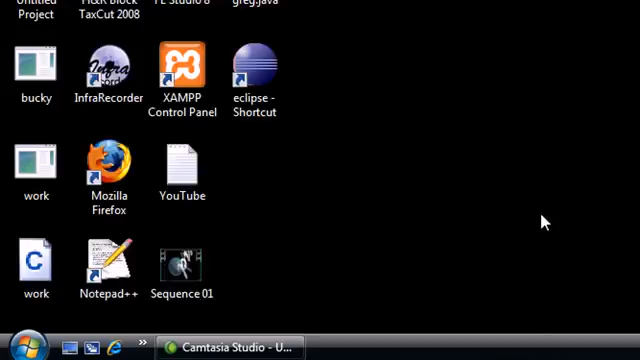 Untitled
Project
H&R Block
TaxCut 2008
greg.java
bucky
InfraRecorder
XAMPP
Control Panel
eclipse -
Shortcut
work
Mozilla
Firefox
YouTube
work
Notepad++
Sequence 01
Camtasia Studio - U...